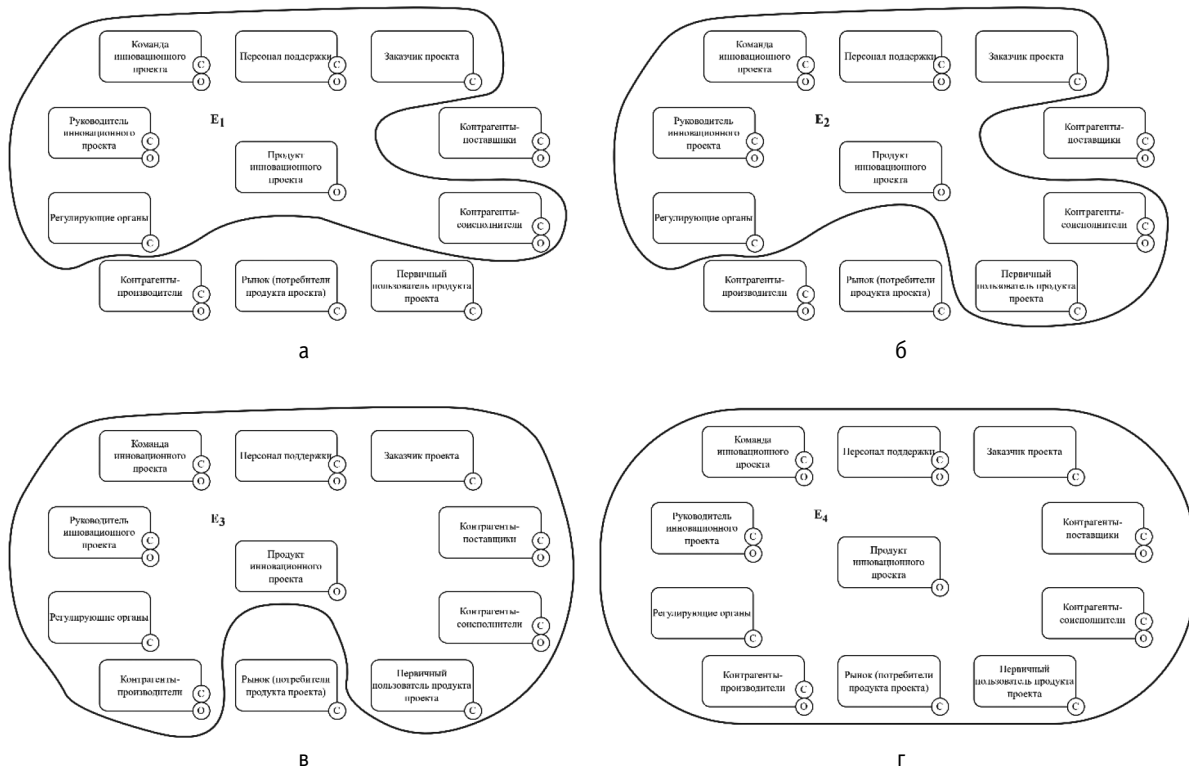 Команда
инновационного
проекта
С
О
Персонал поддержки
С
О
Заказчик проекта
С
Руководитель
инновационного
проекта
С
О
E1
Контрагенты-
поставщики
С
О
Продукт
инновационного
проекта
О
Регулирующие органы
С
Контрагенты-
соисполнители
С
О
Контрагенты-
производители
С
О
Рынок (потребители
продукта проекта)
С
Первичный
пользователь продукта
проекта
С
а
Команда
инновационного
проекта
С
О
Персонал поддержки
С
О
Заказчик проекта
С
Руководитель
инновационного
проекта
С
О
E2
Контрагенты-
поставщики
С
О
Продукт
инновационного
проекта
О
Регулирующие органы
С
Контрагенты-
соисполнители
С
О
Контрагенты-
производители
С
О
Рынок (потребители
продукта проекта)
С
Первичный
пользователь продукта
проекта
С
б
Команда
инновационного
проекта
С
О
Персонал поддержки
С
О
Заказчик проекта
С
Руководитель
инновационного
проекта
С
О
E3
Контрагенты-
поставщики
С
О
Продукт
инновационного
проекта
О
Регулирующие органы
С
Контрагенты-
соисполнители
С
О
Контрагенты-
производители
С
О
Рынок (потребители
продукта проекта)
С
Первичный
пользователь продукта
проекта
С
в
Команда
инновационного
проекта
С
О
Персонал поддержки
С
О
Заказчик проекта
С
Руководитель
инновационного
проекта
С
О
E4
Контрагенты-
поставщики
С
О
Продукт
инновационного
проекта
О
Регулирующие органы
С
Контрагенты-
соисполнители
С
О
Контрагенты-
производители
С
О
Рынок (потребители
продукта проекта)
С
Первичный
пользователь продукта
проекта
С
г